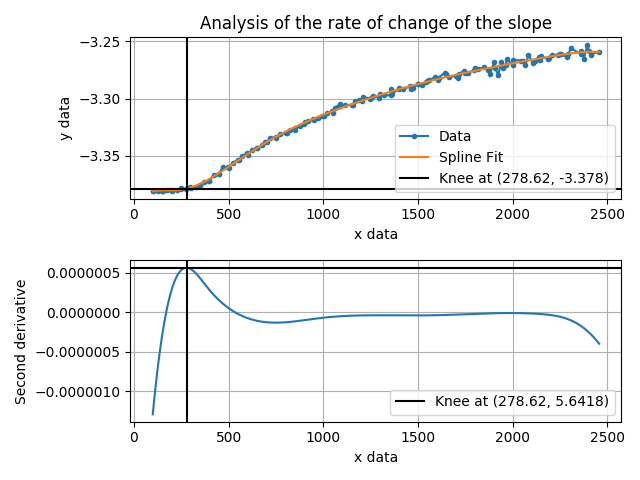 Analysis of the rate of change of the slope
−3.25
−3.30
−3.35
y data
Data
Spline Fit
Knee at (278.62, -3.378)
0 500 1000 1500 2000 2500
x data
0.0000005
0.0000000
−0.0000005
−0.0000010
Second derivative
Knee at (278.62, 5.6418)
0 500 1000 1500 2000 2500
x data